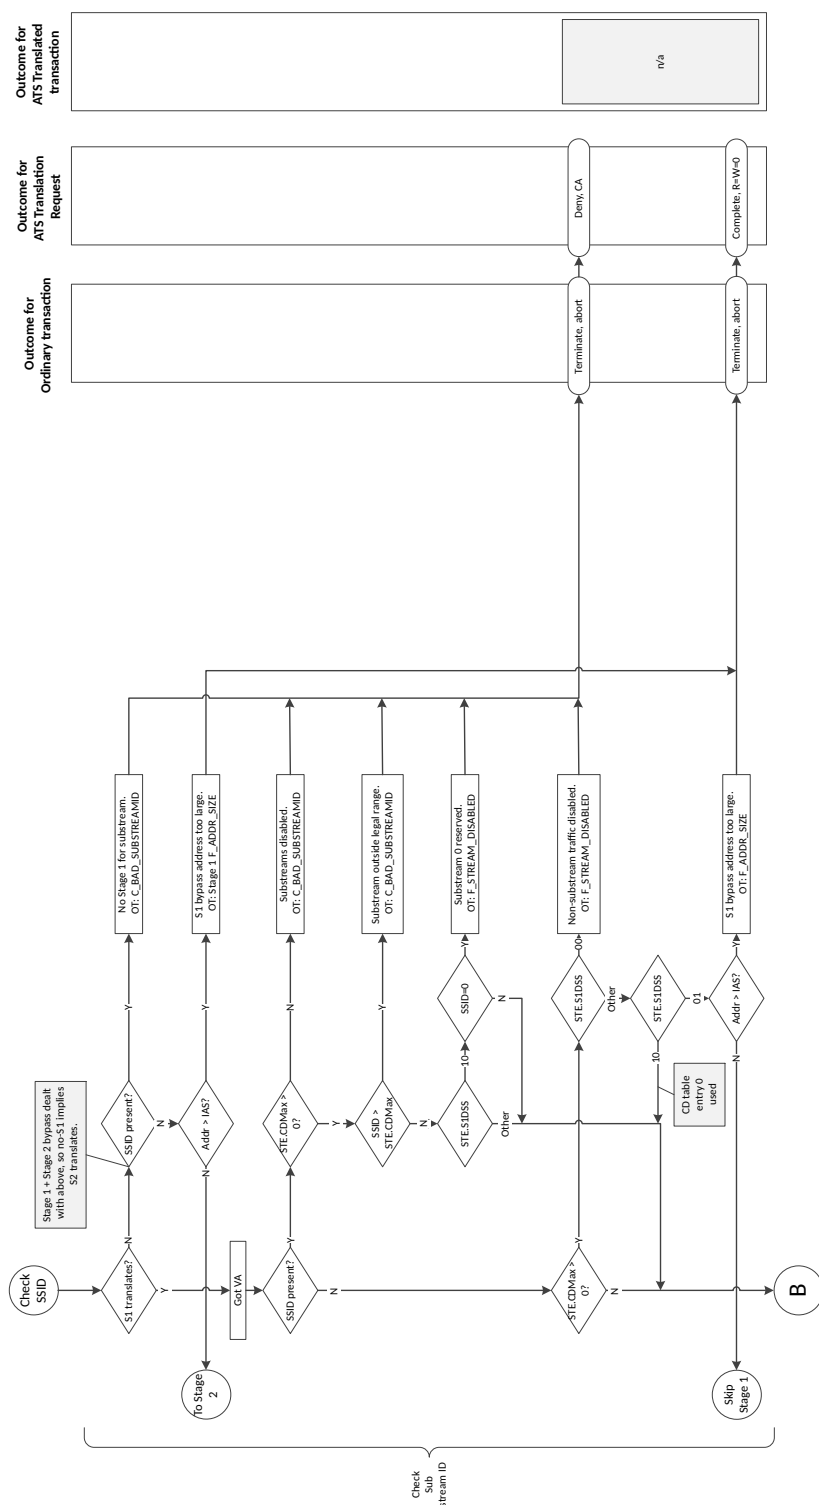 Outcome for
ATS Translated
transaction
n/a
Outcome for
ATS Translation
Request
Deny, CA
Complete, R=W=0
Outcome for
Ordinary transaction
Terminate, abort
Terminate, abort
No Stage 1 for substream.
OT: C_BAD_SUBSTREAMID
S1 bypass address too large.
OT: Stage 1 F_ADDR_SIZE
Substreams disabled.
OT: C_BAD_SUBSTREAMID
Substream outside legal range.
OT: C_BAD_SUBSTREAMID
Substream 0 reserved.
OT: F_STREAM_DISABLED
Non-substream traffic disabled.
OT: F_STREAM_DISABLED
S1 bypass address too large.
OT: F_ADDR_SIZE
Y
Y
N
Y
Y
00
Y
SSID=0
N
STE.S1DSS
Other
STE.S1DSS
01
Addr > IAS?
10
10
N
Stage 1 + Stage 2 bypass dealt
with above, so no-S1 implies
S2 translates.
SSID present?
N
Addr > IAS?
N
STE.CDMax >
0?
Y
SSID >
STE.CDMax
N
STE.S1DSS
Other
CD table
entry 0
used
Check
SSID
S1 translates?
N
Y
Got VA
SSID present?
Y
N
STE.CDMax >
0?
Y
N
B
To Stage
2
Skip
Stage 1
Check
Sub
stream ID